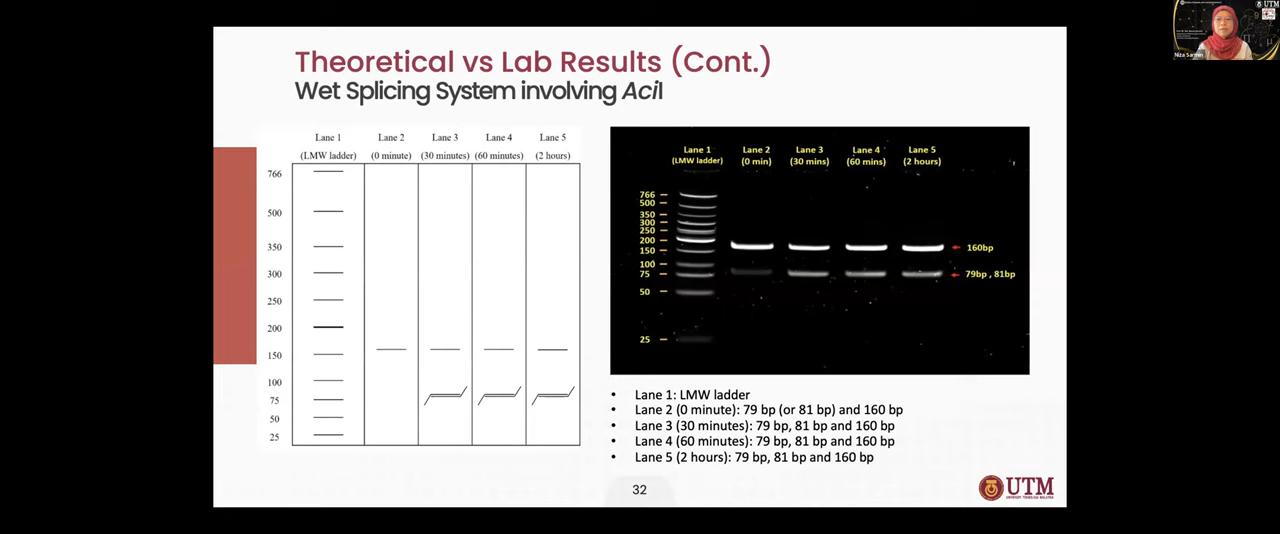 Theoretical vs Lab Results (Cont.)
Wet Splicing System involving AciI
Lane 1 Lane 2 Lane 3 Lane 4 Lane 5
(LMW ladder) (0 minute) (30 minutes) (60 minutes) (2 hours)
766
500
350
300
250
200
150
100
75
50
25
Lane 1 Lane 2 Lane 3 Lane 4 Lane 5
(LMW ladder) (0 min) (30 mins) (60 mins) (2 hours)
766
500
350
300
250
200
150
100
75
50
25
160bp
79bp , 81bp
• Lane 1: LMW ladder
• Lane 2 (0 minute): 79 bp (or 81 bp) and 160 bp
• Lane 3 (30 minutes): 79 bp, 81 bp and 160 bp
• Lane 4 (60 minutes): 79 bp, 81 bp and 160 bp
• Lane 5 (2 hours): 79 bp, 81 bp and 160 bp
32
UTM
UNIVERSITI TEKNOLOGI MALAYSIA
UTM
Niza Sarmin